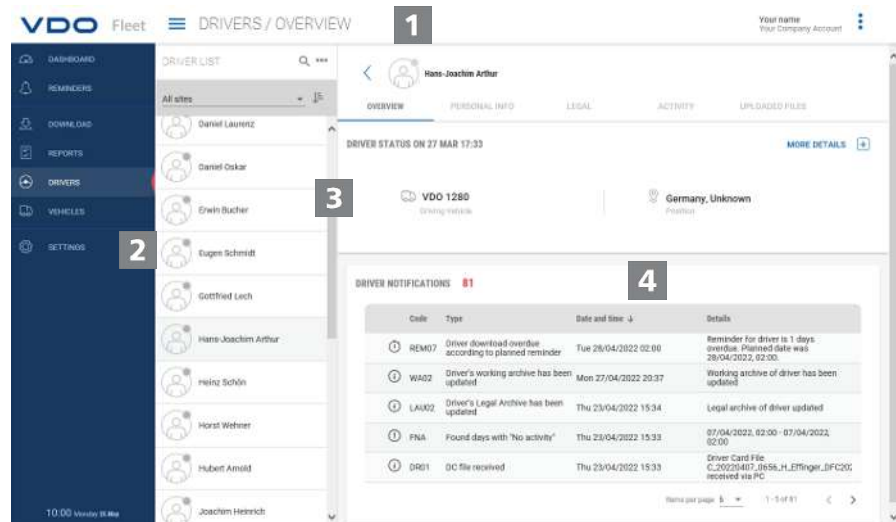 VDO Fleet
DRIVERS / OVERVIEW
1
Your name
Your Company Account
DASHBOARD
REMINDERS
DOWNLOAD
REPORTS
DRIVERS
VEHICLES
SETTINGS
2
10:00 Monday
DRIVER LIST
All sites
Daniel Laurenz
Daniel Oskar
Erwin Bucher
Eugen Schmidt
Gottfried Lech
Hans-Joachim Arthur
Heinz Schön
Horst Wehner
Hubert Arnold
Joachim Heinrich
3
Hans-Joachim Arthur
OVERVIEW
PERSONAL INFO
LEGAL
ACTIVITY
UPLOADED FILES
DRIVER STATUS ON 27 MAR 17:33
MORE DETAILS
VDO 1280
Driving Vehicle
Germany, Unknown
Position
4
DRIVER NOTIFICATIONS 81
Code Type Date and time ↓ Details
REM07 Driver download overdue according to planned reminder Tue 28/04/2022 02:00 Reminder for driver is 1 days overdue. Planned date was 28/04/2022, 02:00.
WA02 Driver's working archive has been updated Mon 27/04/2022 20:37 Working archive of driver has been updated
LAU02 Driver's Legal Archive has been updated Thu 23/04/2022 15:34 Legal archive of driver updated
FNA Found days with "No activity" Thu 23/04/2022 15:33 07/04/2022, 02:00 - 07/04/2022, 02:00
DR01 DC file received Thu 23/04/2022 15:33 Driver Card File C_20220407_0656_H_Effinger_DFC202 received via PC
Items per page 5 1 - 5 of 81